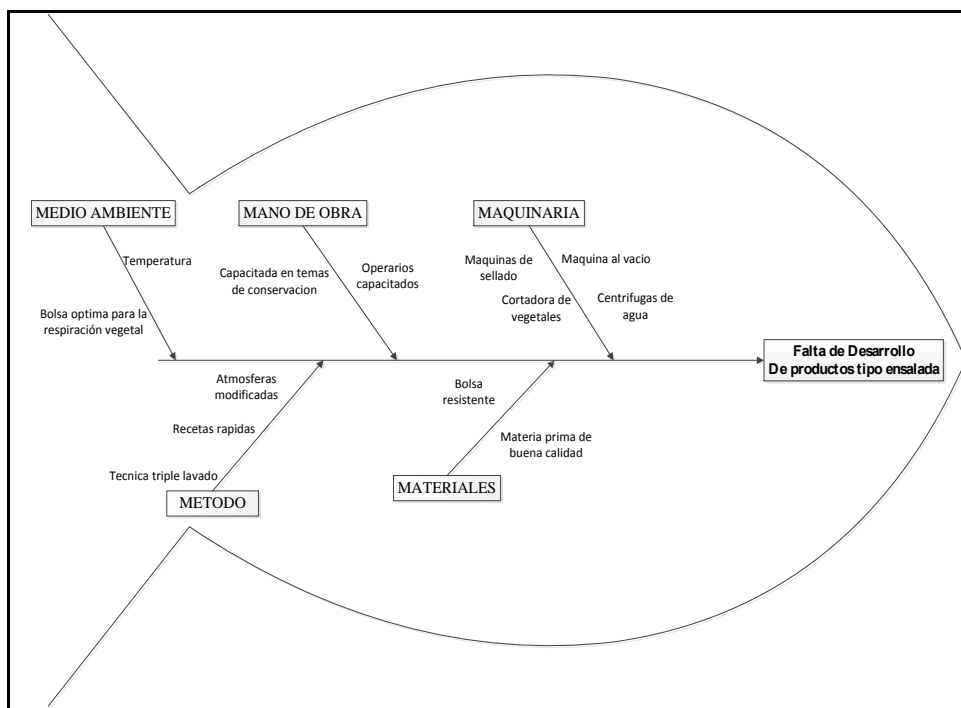 MEDIO AMBIENTE
MANO DE OBRA
MAQUINARIA
Temperatura
Bolsa optima para la
respiración vegetal
Capacitada en temas
de conservacion
Operarios
capacitados
Maquinas de
sellado
Maquina al vacio
Cortadora de
vegetales
Centrifugas de
agua
Falta de Desarrollo
De productos tipo ensalada
Atmosferas
modificadas
Recetas rapidas
Tecnica triple lavado
METODO
Bolsa
resistente
Materia prima de
buena calidad
MATERIALES